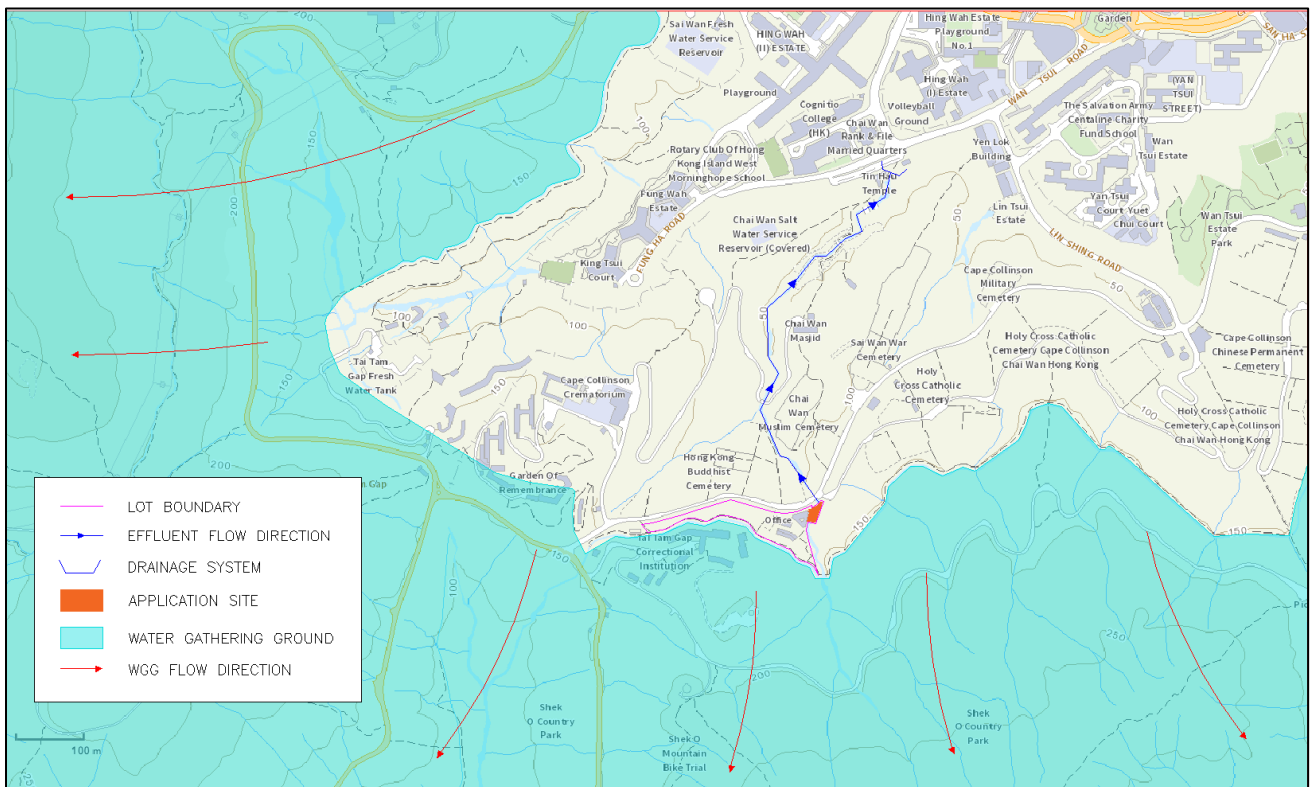 Sai Wan Fresh
Water Service
Reservoir
HING WAH
(II) ESTATE
Hing Wah Estate
Playground
No.1
Garden
Playground
Cognitio
College
(HK)
Volleyball
Ground
Hing Wah
(I) Estate
WAN TSUI ROAD
(YAN
TSUI
STREET)
The Salvation Army
Centaline Charity
Fund School
Chai Wan
Rank & File
Married Quarters
Yen Lok
Building
Wan
Tsui Estate
Rotary Club Of Hong
Kong Island West
Morninghope School
Tin Hau
Temple
Fung Wah
Estate
Yan Tsui
Court Yuet
Chui Court
Lin Tsui
Estate
Wan Tsui
Estate
Park
Chai Wan Salt
Water Service
Reservoir (Covered)
FUNG HA ROAD
LIN SHING ROAD
King Tsui
Court
Cape Collinson
Military
Cemetery
Chai Wan
Masjid
Sai Wan War
Cemetery
Holy Cross Catholic
Cemetery Cape Collinson
Chai Wan Hong Kong
Cape Collinson
Chinese Permanent
Cemetery
Tai Tam
Gap Fresh
Water Tank
Cape Collinson
Crematorium
Holy
Cross Catholic
Cemetery
Chai
Wan
Muslim Cemetery
Holy Cross Catholic
Cemetery Cape Collinson
Chai Wan Hong Kong
Hong Kong
Buddhist
Cemetery
Garden Of
Remembrance
Office
Tai Tam Gap
Correctional
Institution
LOT BOUNDARY
EFFLUENT FLOW DIRECTION
DRAINAGE SYSTEM
APPLICATION SITE
WATER GATHERING GROUND
WGG FLOW DIRECTION
Shek
O Country
Park
Shek O
Mountain
Bike Trial
Shek
O Country
Park
100 m
200
150
100
50
250